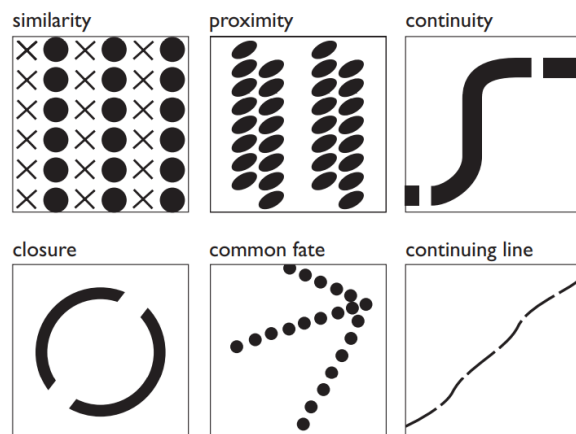 similarity
proximity
continuity
closure
common fate
continuing line